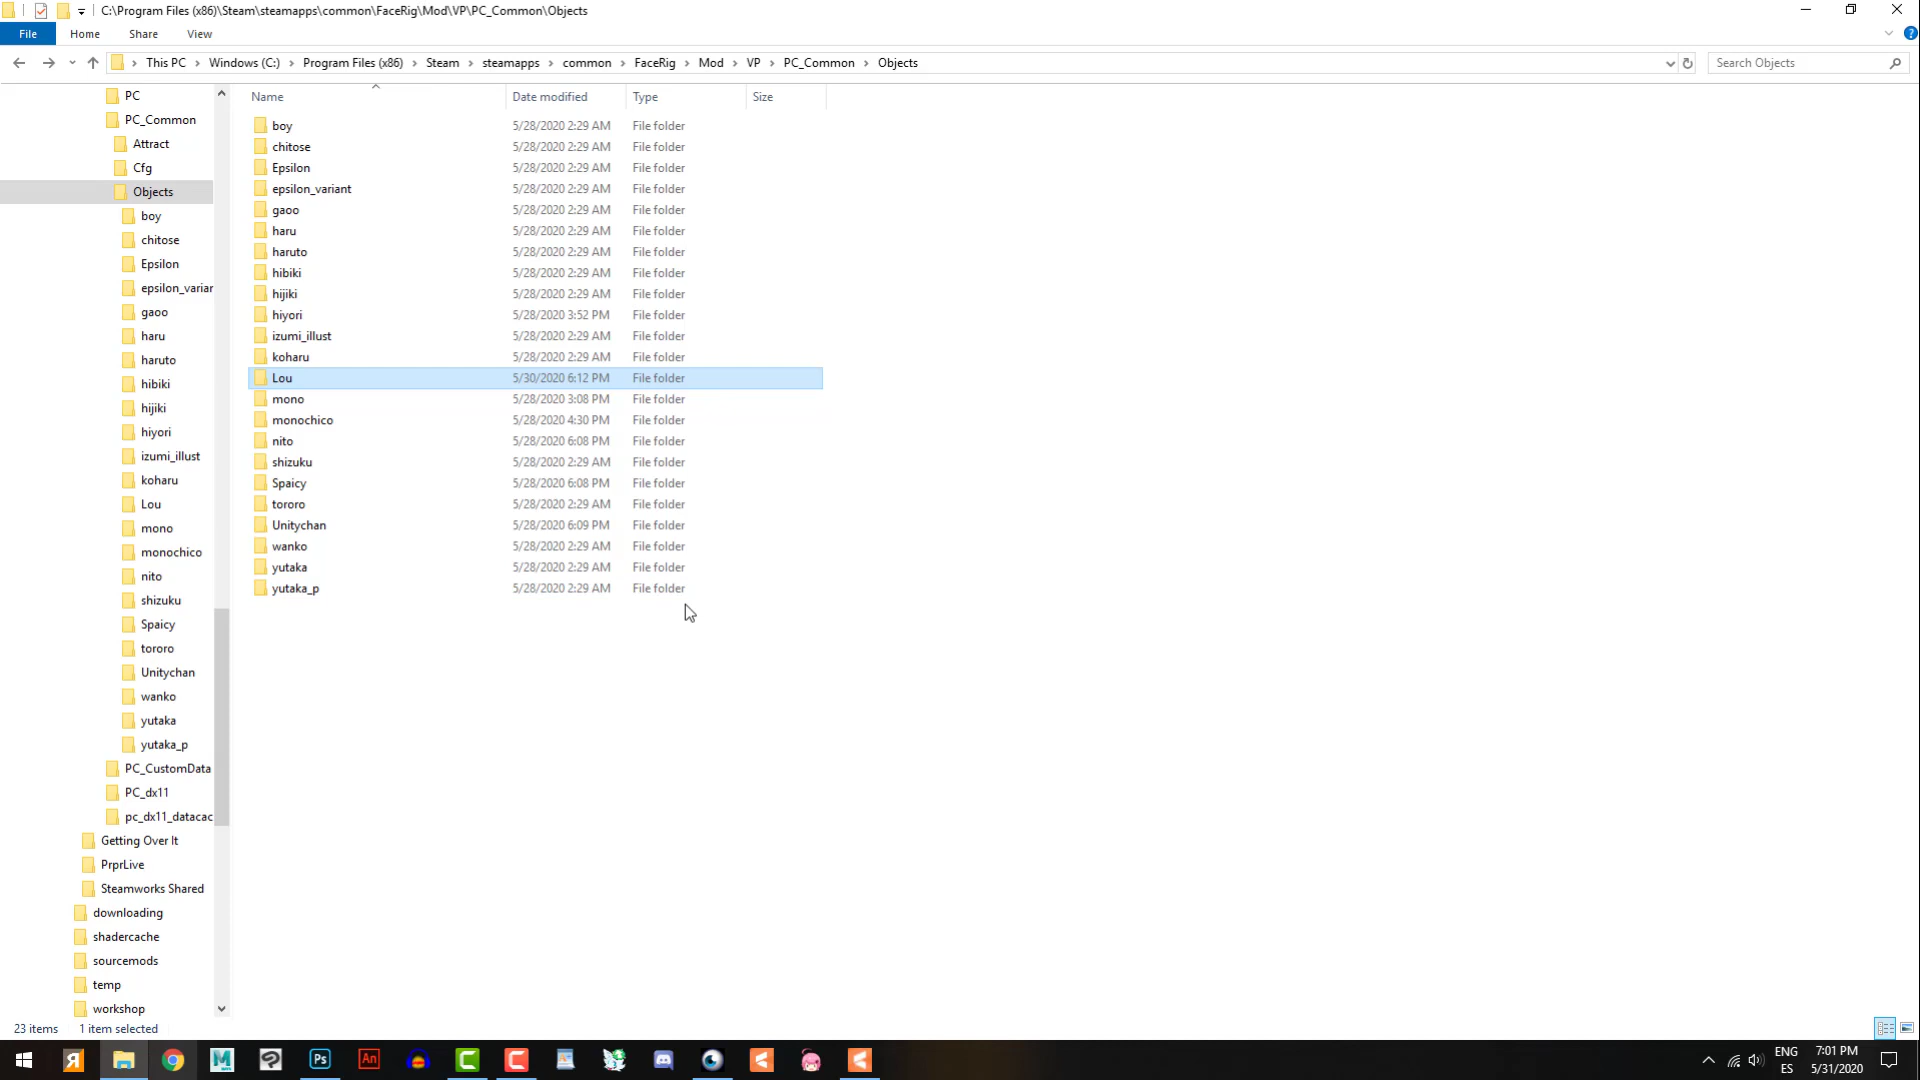 C:\Program Files (x86)\Steam\steamapps\common\FaceRig\Mod\VP\PC_Common\Objects
File Home Share View
This PC Windows (C:) Program Files (x86) Steam steamapps common FaceRig Mod VP PC_Common Objects
Search Objects
PC
PC_Common
Attract
Cfg
Objects
boy
chitose
Epsilon
epsilon_varian
gaoo
haru
haruto
hibiki
hijiki
hiyori
izumi_illust
koharu
Lou
mono
monochico
nito
shizuku
Spaicy
tororo
Unitychan
wanko
yutaka
yutaka_p
PC_CustomData
PC_dx11
pc_dx11_datacac
Getting Over It
PrprLive
Steamworks Shared
downloading
shadercache
sourcemods
temp
workshop
Name Date modified Type Size
boy 5/28/2020 2:29 AM File folder
chitose 5/28/2020 2:29 AM File folder
Epsilon 5/28/2020 2:29 AM File folder
epsilon_variant 5/28/2020 2:29 AM File folder
gaoo 5/28/2020 2:29 AM File folder
haru 5/28/2020 2:29 AM File folder
haruto 5/28/2020 2:29 AM File folder
hibiki 5/28/2020 2:29 AM File folder
hijiki 5/28/2020 2:29 AM File folder
hiyori 5/28/2020 3:52 PM File folder
izumi_illust 5/28/2020 2:29 AM File folder
koharu 5/28/2020 2:29 AM File folder
Lou 5/30/2020 6:12 PM File folder
mono 5/28/2020 3:08 PM File folder
monochico 5/28/2020 4:30 PM File folder
nito 5/28/2020 6:08 PM File folder
shizuku 5/28/2020 2:29 AM File folder
Spaicy 5/28/2020 6:08 PM File folder
tororo 5/28/2020 2:29 AM File folder
Unitychan 5/28/2020 6:09 PM File folder
wanko 5/28/2020 2:29 AM File folder
yutaka 5/28/2020 2:29 AM File folder
yutaka_p 5/28/2020 2:29 AM File folder
23 items 1 item selected
Ps An
ENG
ES
7:01 PM
5/31/2020